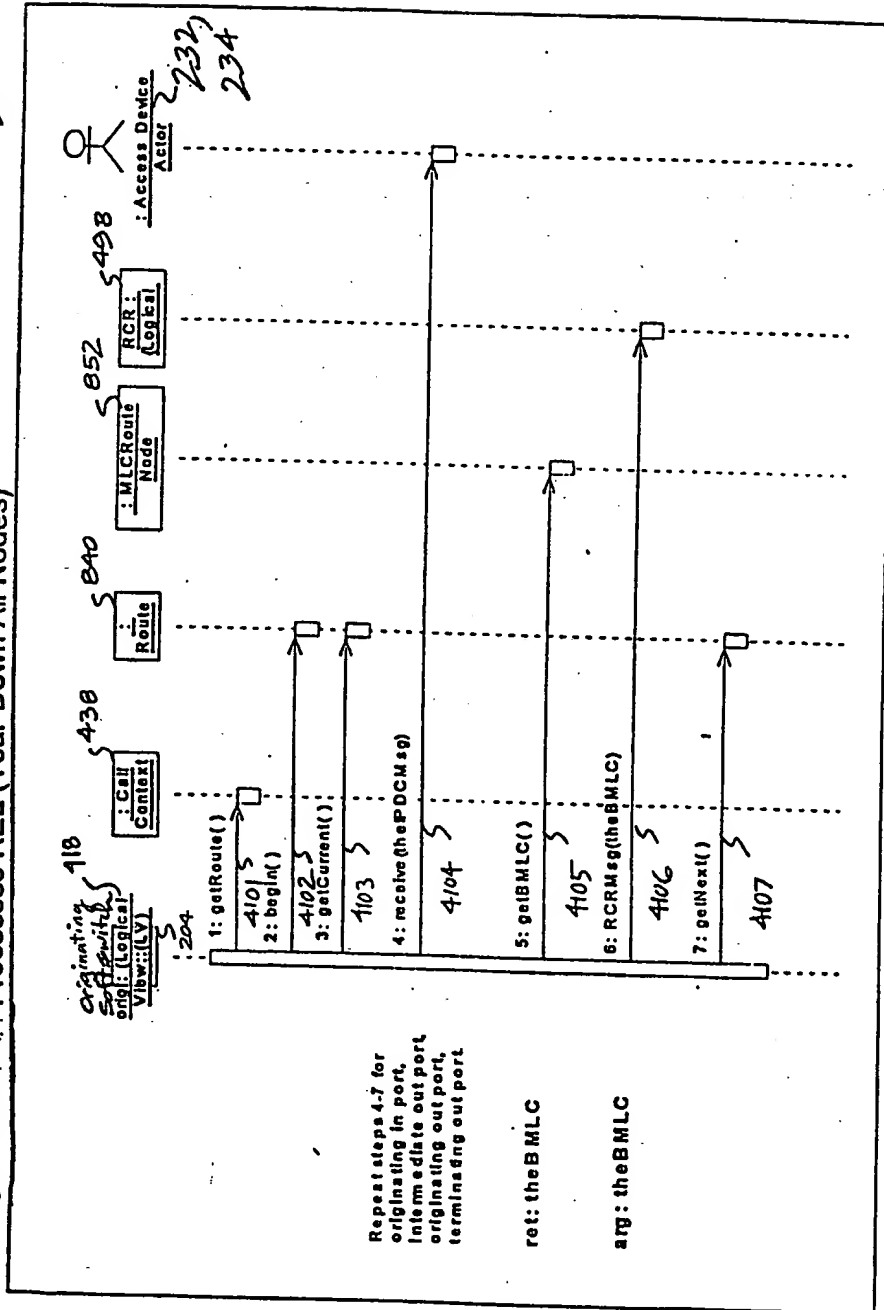 (Tear Down All Nodes)
originating
Softswitch
418
orig: (Logical
View::(LV)
204
: Call
Context
438
:
Route
840
: MLCRoute
Node
852
RCR :
(Logical
498
: Access Device
Actor
232,
234
1: getRoute()
4101
2: begin()
4102
3: getCurrent()
4103
4: receive(thePDCMsg)
4104
5: getBMLC()
4105
6: RCRMsg(theBMLC)
4106
7: getNext()
4107
Repeat steps 4-7 for
originating in port,
Intermediate out port,
originating out port,
terminating out port
ret: theBMLC
arg: theBMLC